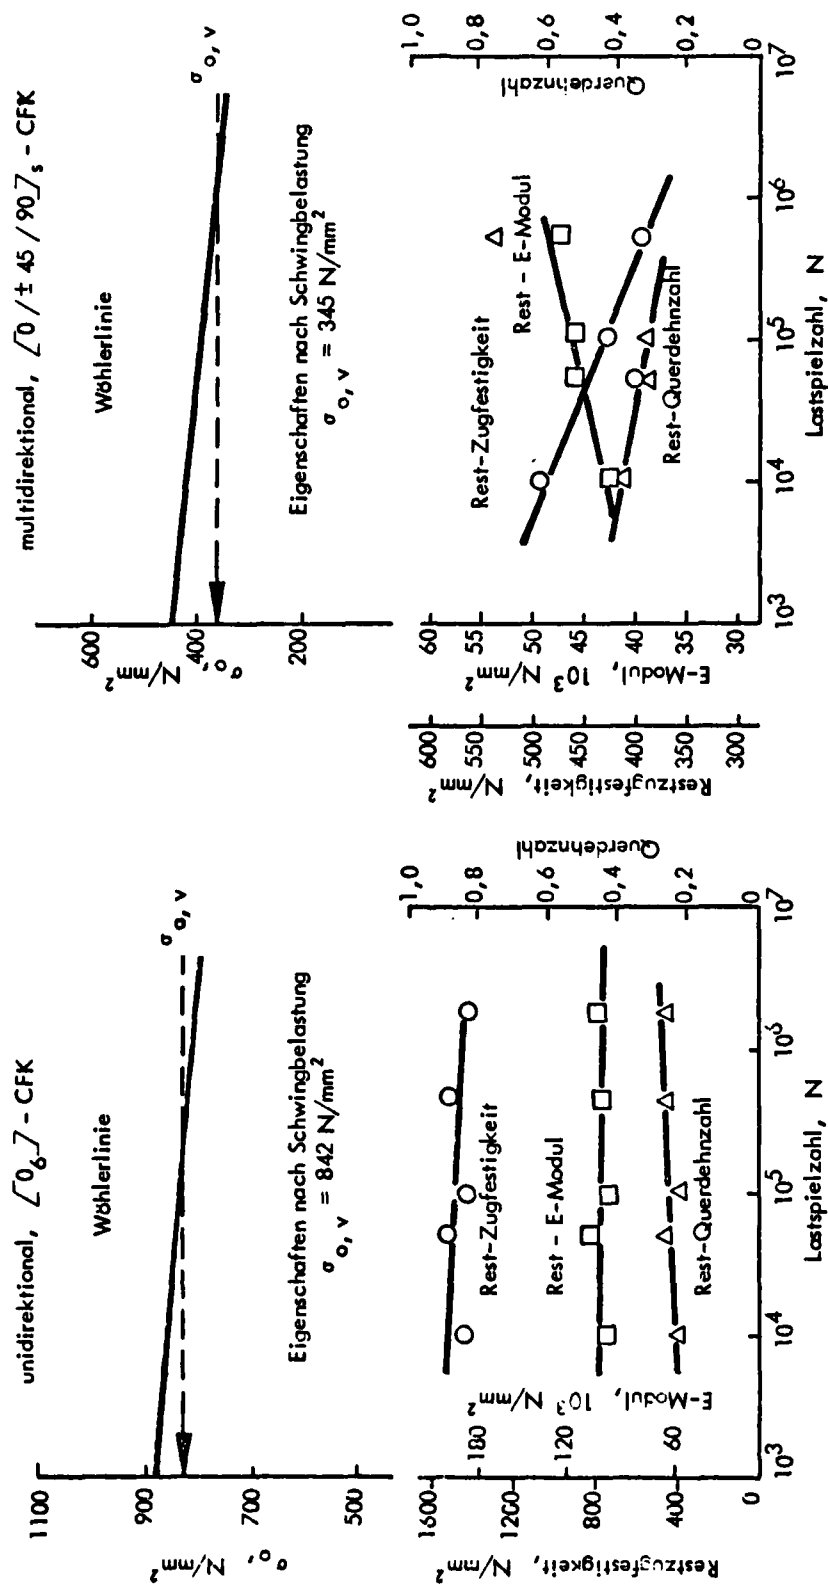 unidirektional, [0₆] - CFK
Wöhlerlinie
1100
900
700
500
σo, N/mm²
σo, v
Eigenschaften nach Schwingbelastung
σo, v = 842 N/mm²
1600
1200
800
400
0
Restzugfestigkeit, N/mm²
180
120
60
E-Modul, 10³ N/mm²
Rest-Zugfestigkeit
Rest - E-Modul
Rest-Querdehnzahl
1,0
0,8
0,6
0,4
0,2
0
Querdehnzahl
10³
10⁴
10⁵
10⁶
10⁷
Lastspielzahl, N
multidirektional, [0/± 45 / 90]s - CFK
Wöhlerlinie
600
400
200
σo, N/mm²
σo, v
Eigenschaften nach Schwingbelastung
σo, v = 345 N/mm²
600
550
500
450
400
350
300
Restzugfestigkeit, N/mm²
60
55
50
45
40
35
30
E-Modul, 10³ N/mm²
Rest-Zugfestigkeit
Rest - E-Modul
Rest-Querdehnzahl
1,0
0,8
0,6
0,4
0,2
0
Querdehnzahl
10³
10⁴
10⁵
10⁶
10⁷
Lastspielzahl, N